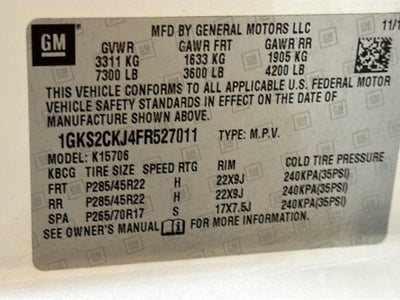 GM
MFD BY GENERAL MOTORS LLC 11/1
GVWR GAWR FRT GAWR RR
3311 KG 1633 KG 1905 KG
7300 LB 3600 LB 4200 LB
THIS VEHICLE CONFORMS TO ALL APPLICABLE U.S. FEDERAL MOTOR
VEHICLE SAFETY STANDARDS IN EFFECT ON THE DATE OF
MANUFACTURE SHOWN ABOVE.
1GKS2CKJ4FR527011 TYPE: M.P.V.
MODEL: K15706
KBCG TIRE SIZE SPEED RTG RIM COLD TIRE PRESSURE
FRT P285/45R22 H 22X9J 240KPA(35PSI)
RR P285/45R22 H 22X9J 240KPA(35PSI)
SPA P265/70R17 S 17X7.5J 240KPA(35PSI)
SEE OWNER'S MANUAL FOR MORE INFORMATION.